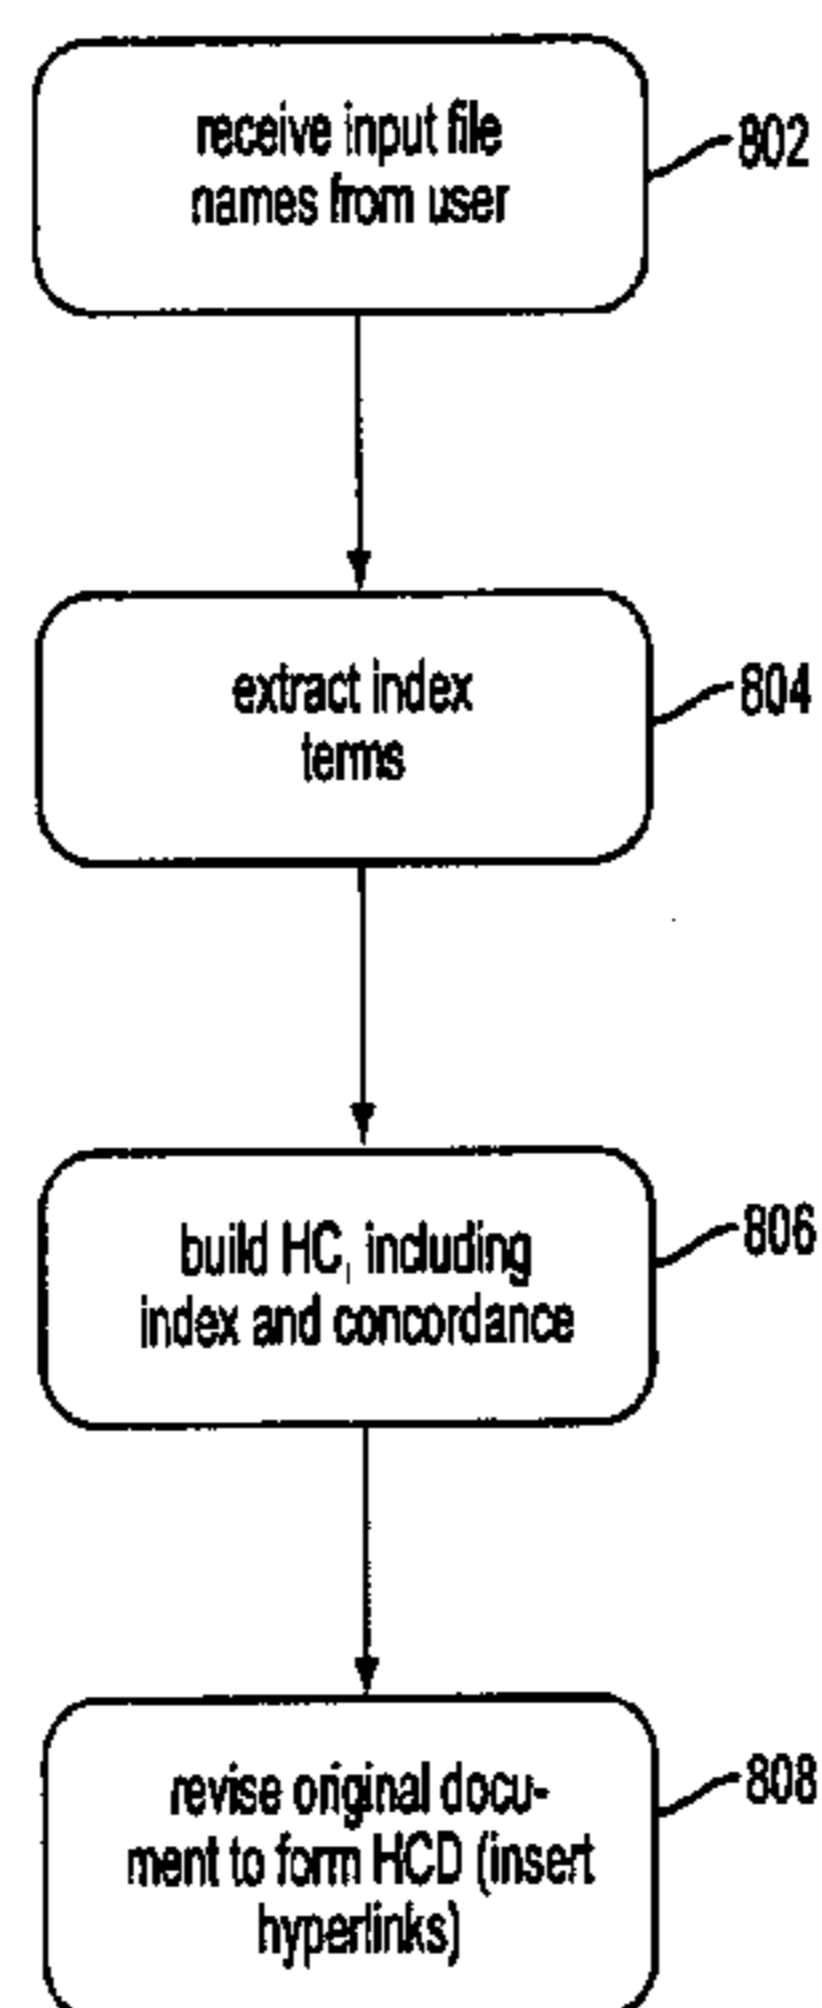 receive input file
names from user
802
extract index
terms
804
build HC, including
index and concordance
806
revise original docu-
ment to form HCD (insert
hyperlinks)
808